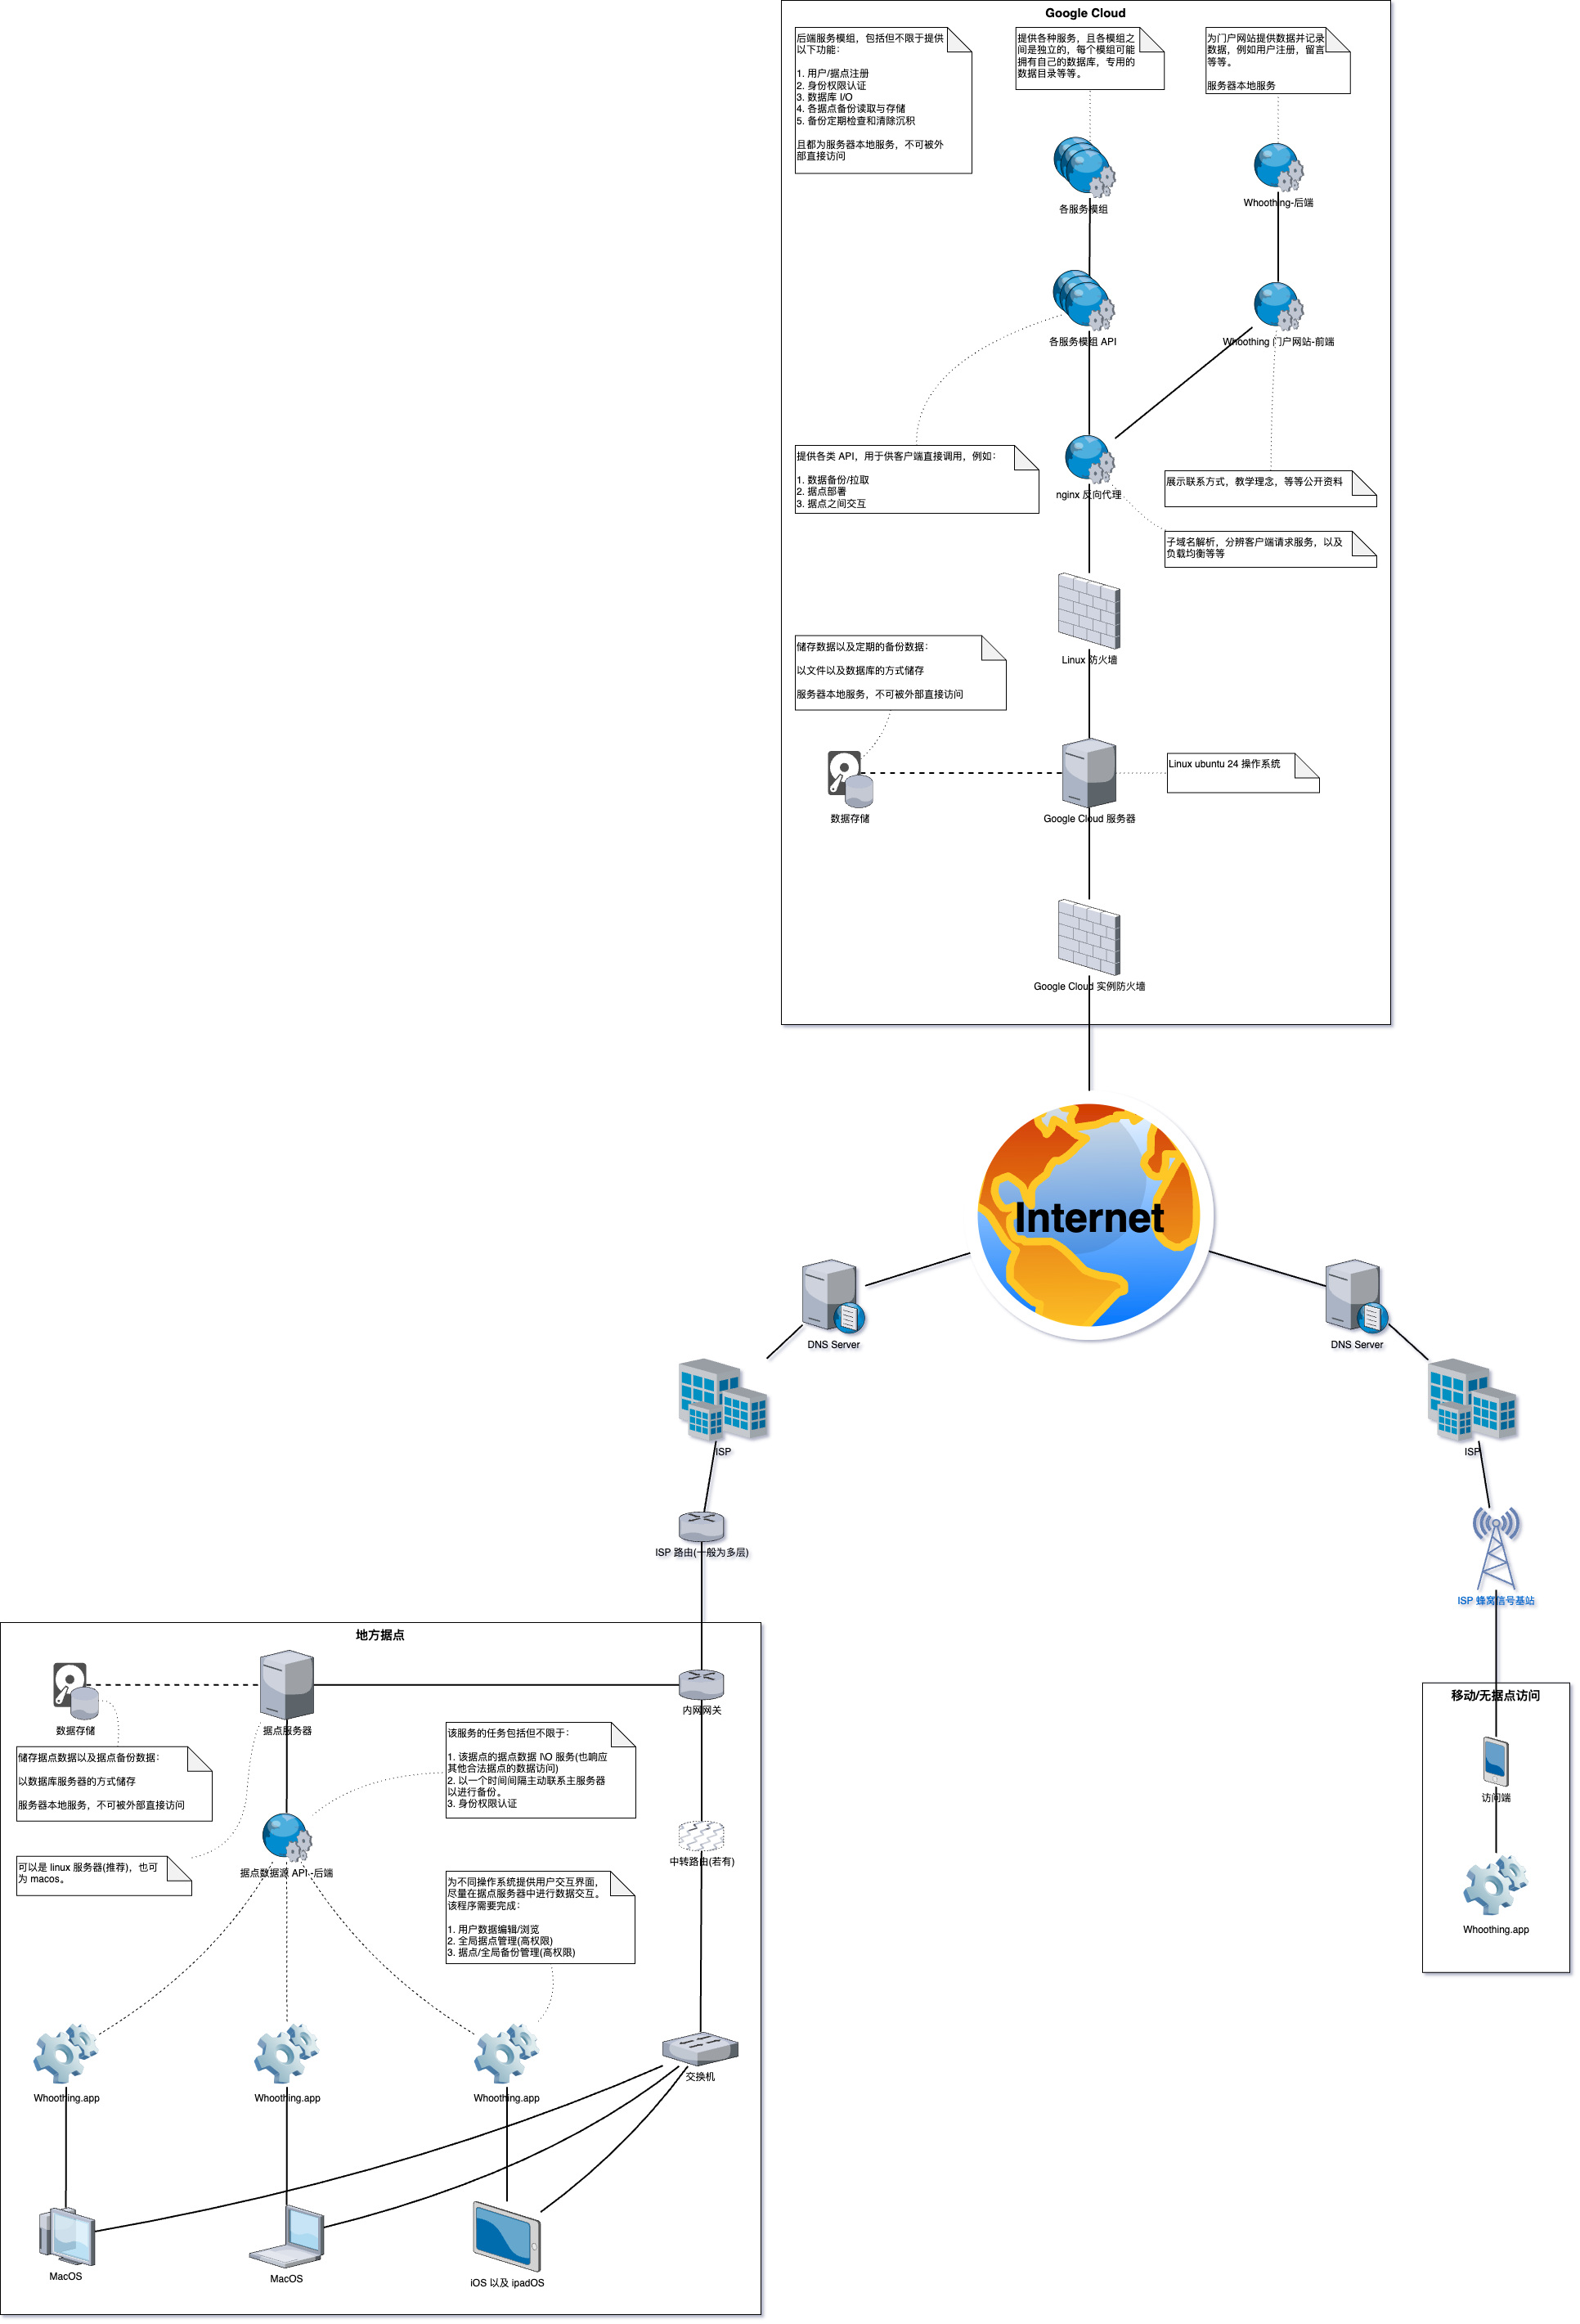 Google Cloud
后端服务模组，包括但不限于提供
以下功能：
1. 用户/据点注册
2. 身份权限认证
3. 数据库 I/O
4. 各据点备份读取与存储
5. 备份定期检查和清除沉积
且都为服务器本地服务，不可被外
部直接访问
提供各种服务，且各模组之
间是独立的，每个模组可能
拥有自己的数据库，专用的
数据目录等等。
为门户网站提供数据并记录
数据，例如用户注册，留言
等等。
服务器本地服务
各服务模组
Whoothing-后端
各服务模组 API
Whoothing 门户网站-前端
提供各类 API，用于供客户端直接调用，例如：
1. 数据备份/拉取
2. 据点部署
3. 据点之间交互
nginx 反向代理
展示联系方式，教学理念，等等公开资料
子域名解析，分辨客户端请求服务，以及
负载均衡等等
Linux 防火墙
储存数据以及定期的备份数据：
以文件以及数据库的方式储存
服务器本地服务，不可被外部直接访问
Linux ubuntu 24 操作系统
数据存储
Google Cloud 服务器
Google Cloud 实例防火墙
Internet
DNS Server
DNS Server
ISP
ISP
ISP 路由(一般为多层)
ISP 蜂窝信号基站
地方据点
数据存储
据点服务器
内网网关
储存据点数据以及据点备份数据：
以数据库服务器的方式储存
服务器本地服务，不可被外部直接访问
该服务的任务包括但不限于：
1. 该据点的据点数据 I\O 服务(也响应
其他合法据点的数据访问)
2. 以一个时间间隔主动联系主服务器
以进行备份。
3. 身份权限认证
可以是 linux 服务器(推荐)，也可
为 macos。
据点数据源 API -后端
中转路由(若有)
为不同操作系统提供用户交互界面，
尽量在据点服务器中进行数据交互。
该程序需要完成：
1. 用户数据编辑/浏览
2. 全局据点管理(高权限)
3. 据点/全局备份管理(高权限)
Whoothing.app
Whoothing.app
Whoothing.app
交换机
MacOS
MacOS
iOS 以及 ipadOS
移动/无据点访问
访问端
Whoothing.app